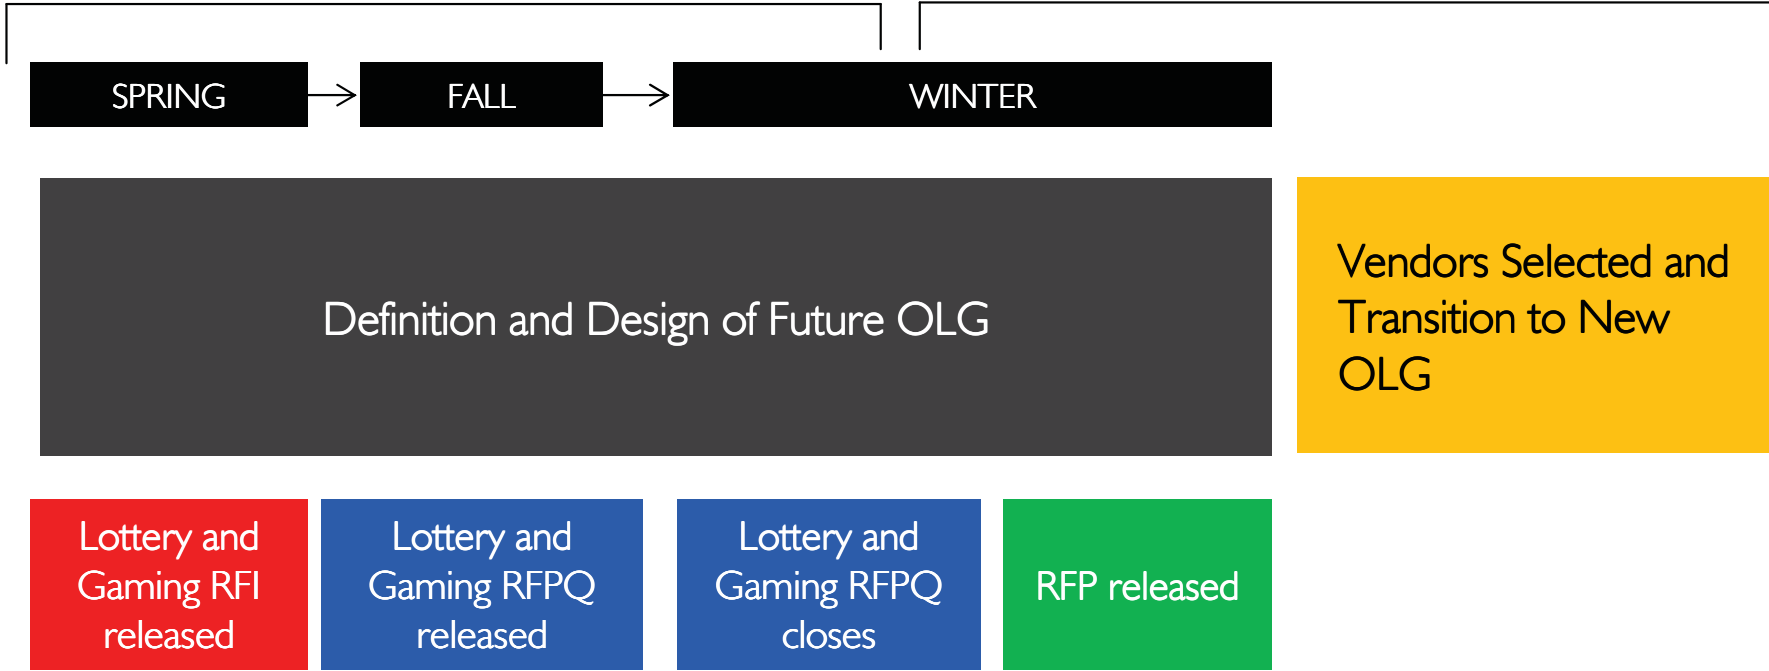 SPRING
FALL
WINTER
Definition and Design of Future OLG
Vendors Selected and
Transition to New
OLG
Lottery and
Gaming RFI
released
Lottery and
Gaming RFPQ
released
Lottery and
Gaming RFPQ
closes
RFP released